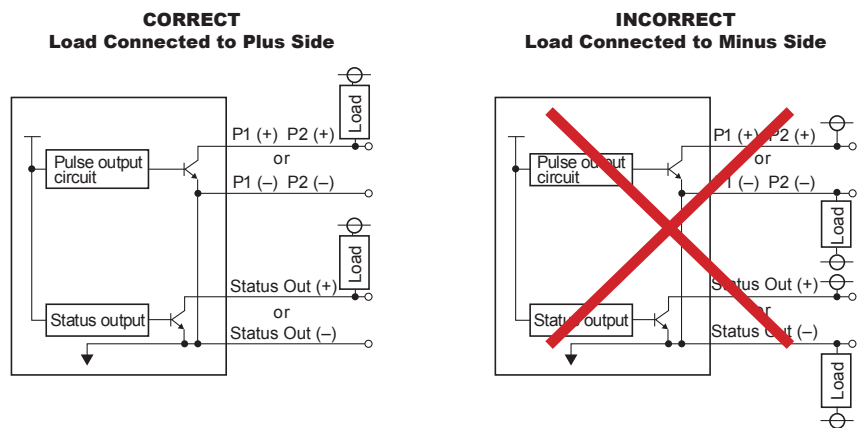 CORRECT
Load Connected to Plus Side
Load
P1 (+) P2 (+)
or
Pulse output
circuit
P1 (–) P2 (–)
Load
Status Out (+)
or
Status output
Status Out (–)
INCORRECT
Load Connected to Minus Side
P1 (+) P2 (+)
or
Pulse output
circuit
P1 (–) P2 (–)
Load
Status Out (+)
or
Status output
Status Out (–)
Load